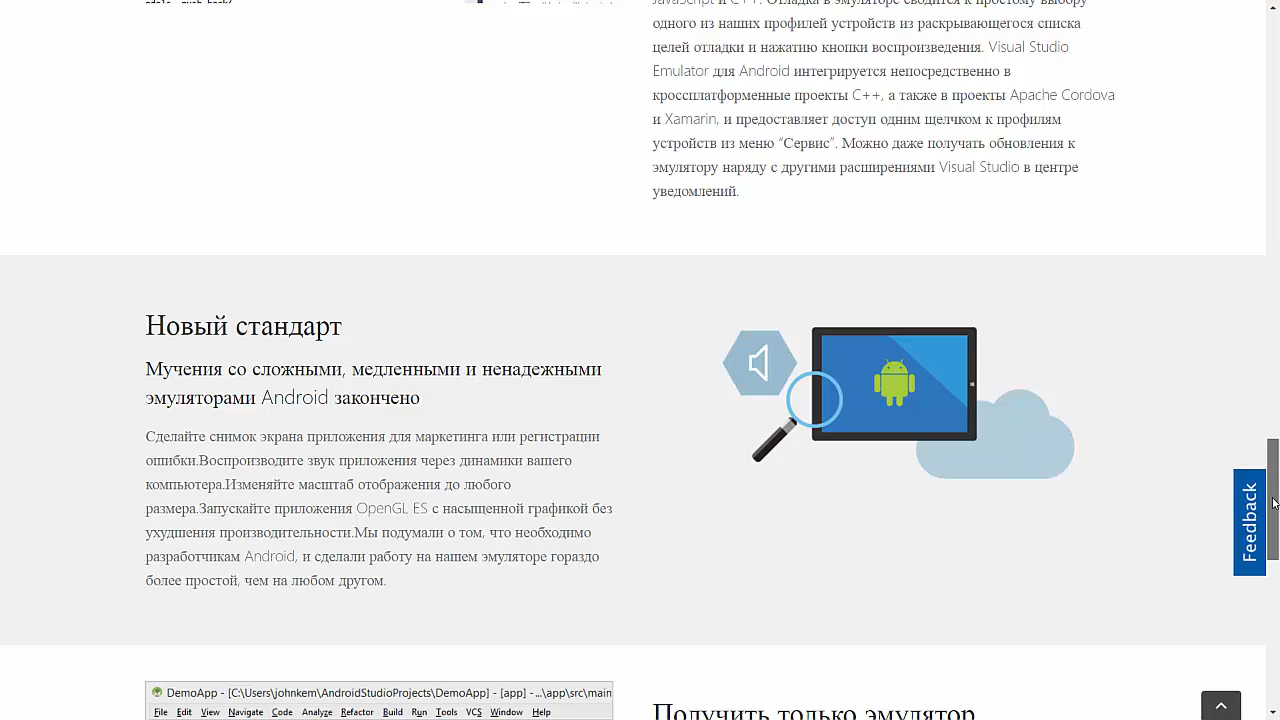 JavaScript и C++. Отладка в эмуляторе сводится к простому выбору
одного из наших профилей устройств из раскрывающегося списка
целей отладки и нажатию кнопки воспроизведения. Visual Studio
Emulator для Android интегрируется непосредственно в
кроссплатформенные проекты C++, а также в проекты Apache Cordova
и Xamarin, и предоставляет доступ одним щелчком к профилям
устройств из меню “Сервис”. Можно даже получать обновления к
эмулятору наряду с другими расширениями Visual Studio в центре
уведомлений.
Новый стандарт
Мучения со сложными, медленными и ненадежными
эмуляторами Android закончено
Сделайте снимок экрана приложения для маркетинга или регистрации
ошибки.Воспроизводите звук приложения через динамики вашего
компьютера.Изменяйте масштаб отображения до любого
размера.Запускайте приложения OpenGL ES с насыщенной графикой без
ухудшения производительности.Мы подумали о том, что необходимо
разработчикам Android, и сделали работу на нашем эмуляторе гораздо
более простой, чем на любом другом.
Feedback
DemoApp - [C:\Users\johnkem\AndroidStudioProjects\DemoApp] - [app] - ...\app\src\main
File Edit View Navigate Code Analyze Refactor Build Run Tools VCS Window Help
Получить только эмулятор